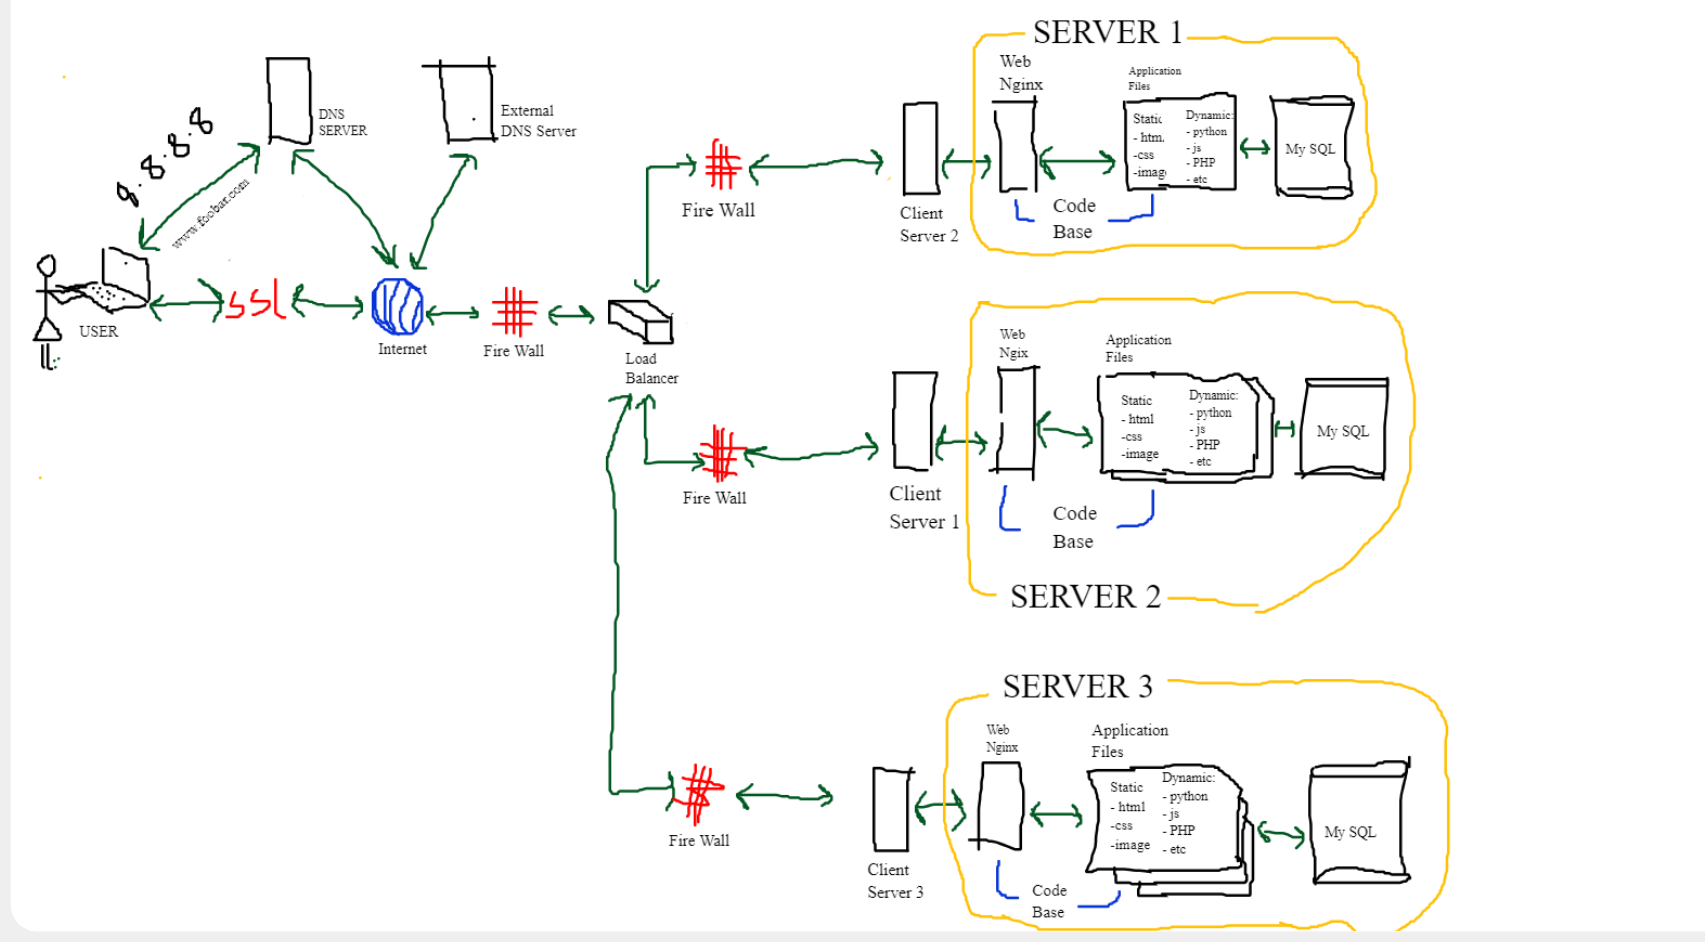 DNS
SERVER
External
DNS Server
8.8.8.8
www.foobar.com
USER
ssl
Internet
Fire Wall
Load
Balancer
Fire Wall
Client
Server 2
SERVER 1
Web
Nginx
Application
Files
Static
- htm
-css
-imag
Dynamic:
- python
-js
- PHP
- etc
My SQL
Code
Base
Fire Wall
Client
Server 1
Web
Ngix
Application
Files
Static
- html
-css
-image
Dynamic:
- python
-js
- PHP
- etc
My SQL
Code
Base
SERVER 2
SERVER 3
Fire Wall
Client
Server 3
Web
Nginx
Application
Files
Static
- html
-css
-image
Dynamic:
- python
-js
- PHP
- etc
My SQL
Code
Base